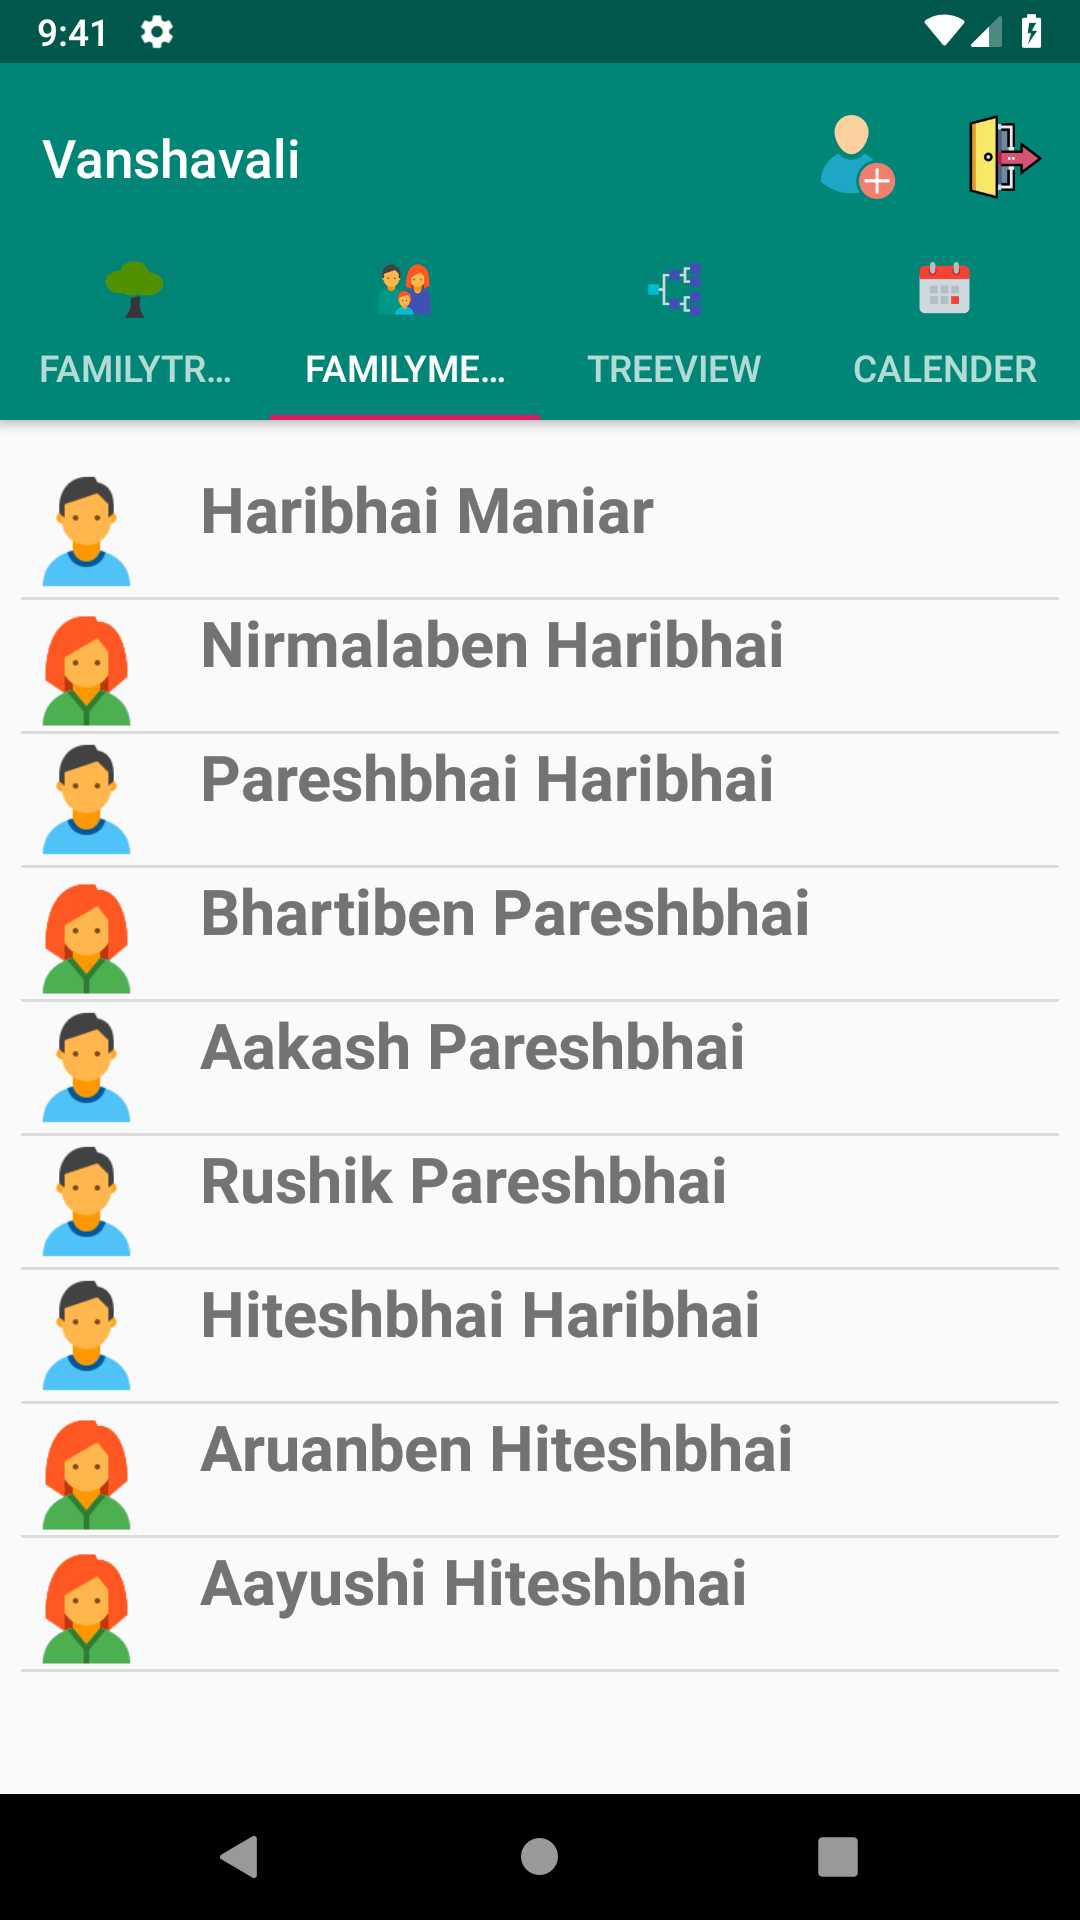 9:41
Vanshavali
FAMILYTR...
FAMILYME...
TREEVIEW
CALENDER
Haribhai Maniar
Nirmalaben Haribhai
Pareshbhai Haribhai
Bhartiben Pareshbhai
Aakash Pareshbhai
Rushik Pareshbhai
Hiteshbhai Haribhai
Aruanben Hiteshbhai
Aayushi Hiteshbhai